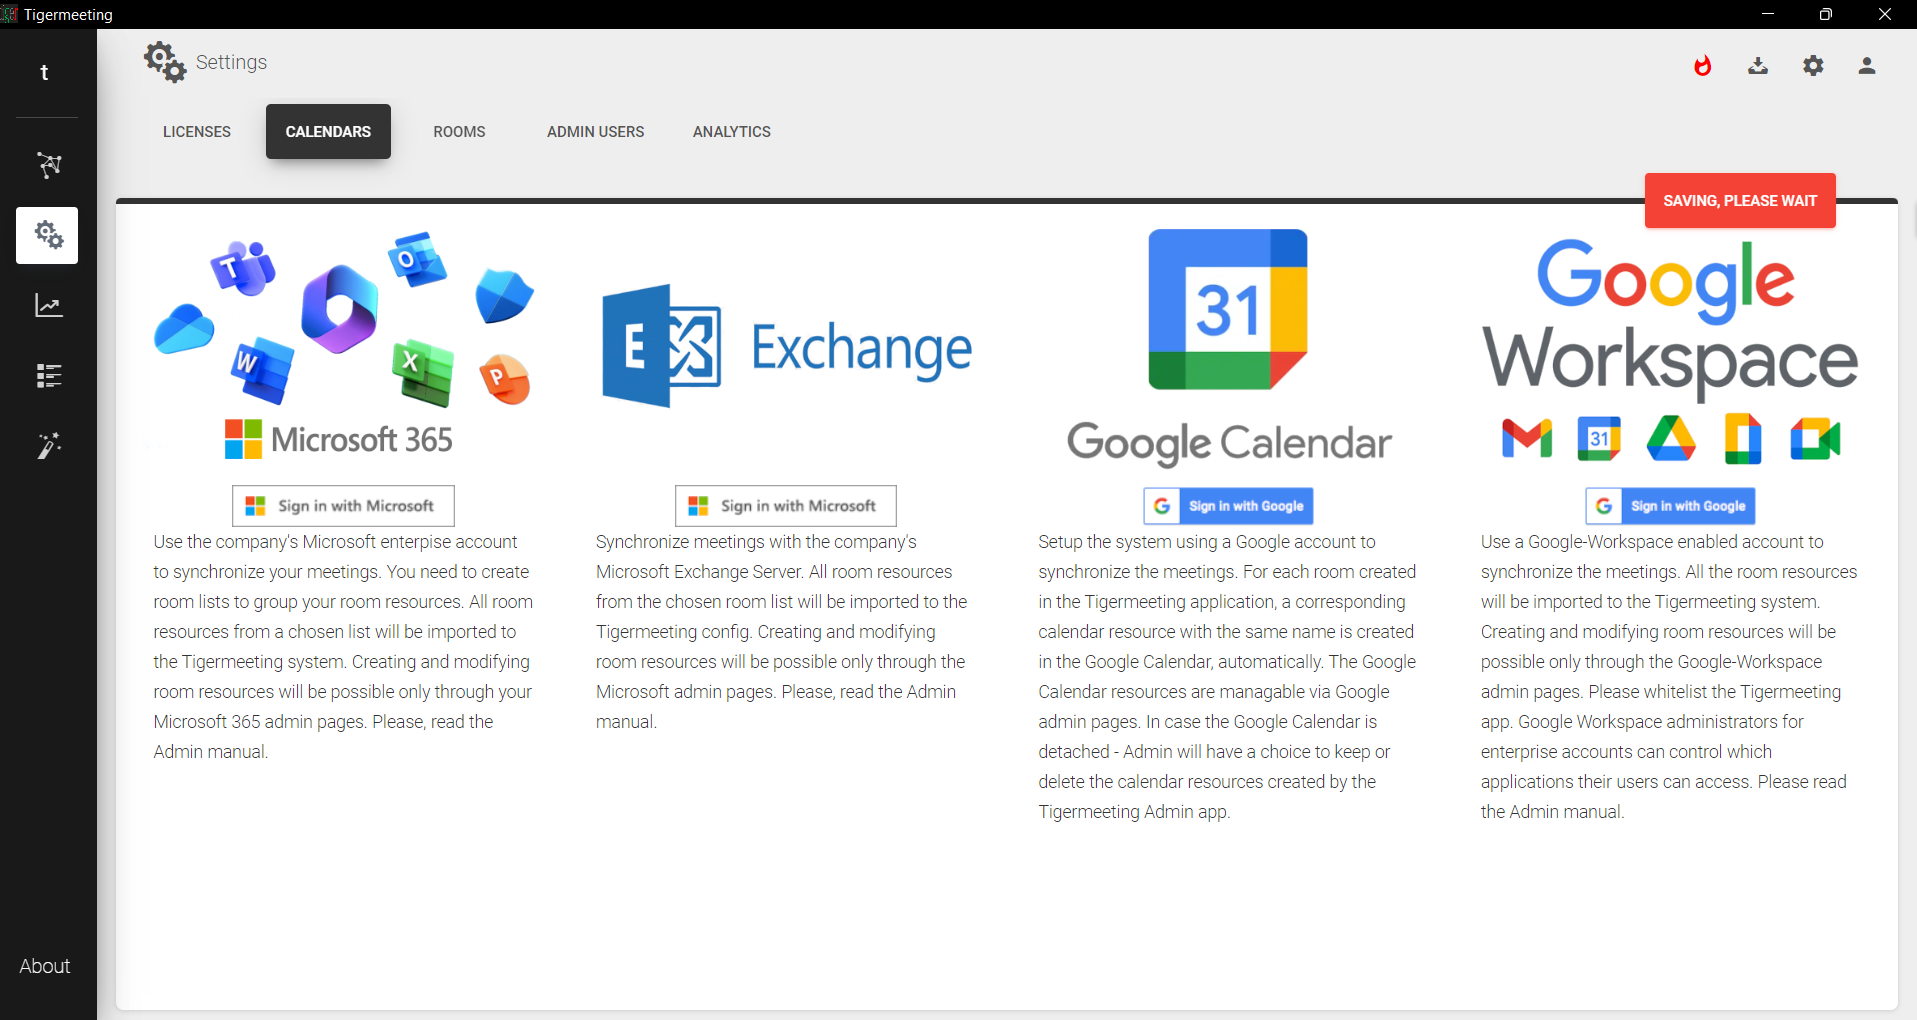 Tigermeeting
t
Settings
LICENSES
CALENDARS
ROOMS
ADMIN USERS
ANALYTICS
SAVING, PLEASE WAIT
Microsoft 365
Sign in with Microsoft
Use the company's Microsoft enterpise account
to synchronize your meetings. You need to create
room lists to group your room resources. All room
resources from a chosen list will be imported to
the Tigermeeting system. Creating and modifying
room resources will be possible only through your
Microsoft 365 admin pages. Please, read the
Admin manual.
Exchange
Sign in with Microsoft
Synchronize meetings with the company's
Microsoft Exchange Server. All room resources
from the chosen room list will be imported to the
Tigermeeting config. Creating and modifying
room resources will be possible only through the
Microsoft admin pages. Please, read the Admin
manual.
31
Google Calendar
Sign in with Google
Setup the system using a Google account to
synchronize the meetings. For each room created
in the Tigermeeting application, a corresponding
calendar resource with the same name is created
in the Google Calendar, automatically. The Google
Calendar resources are managable via Google
admin pages. In case the Google Calendar is
detached - Admin will have a choice to keep or
delete the calendar resources created by the
Tigermeeting Admin app.
Google
Workspace
31
Sign in with Google
Use a Google-Workspace enabled account to
synchronize the meetings. All the room resources
will be imported to the Tigermeeting system.
Creating and modifying room resources will be
possible only through the Google-Workspace
admin pages. Please whitelist the Tigermeeting
app. Google Workspace administrators for
enterprise accounts can control which
applications their users can access. Please read
the Admin manual.
About